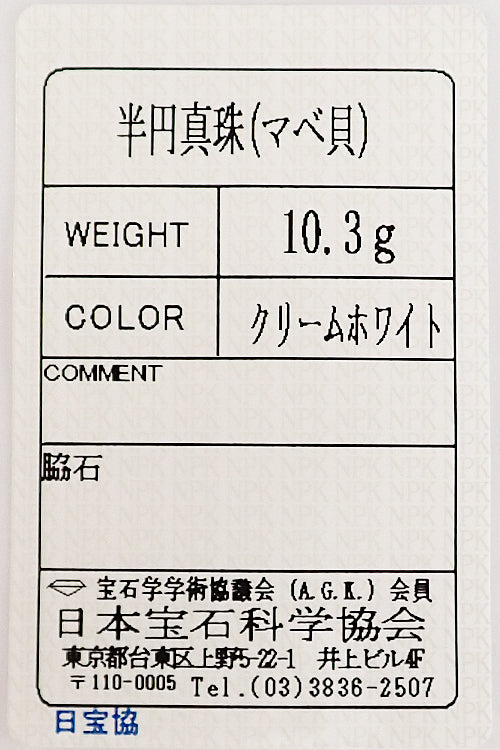 半円真珠(マベ貝)
WEIGHT 10.3g
COLOR クリームホワイト
COMMENT
脇石
宝石学学術協議会 (A.G.K.) 会員
日本宝石科学協会
東京都台東区上野5-22-1 井上ビル4F
〒110-0005 Tel.(03)3836-2507
日宝協